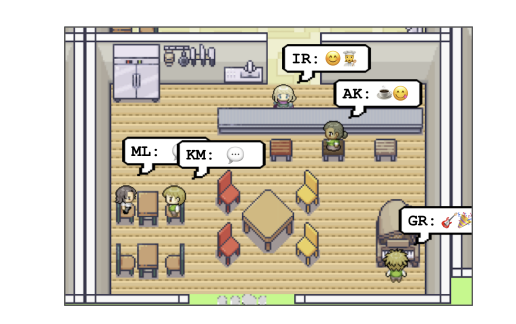 IR: 😋👨‍🍳
AK: ☕😋
ML:
KM: 💬
GR: 🎸🎉